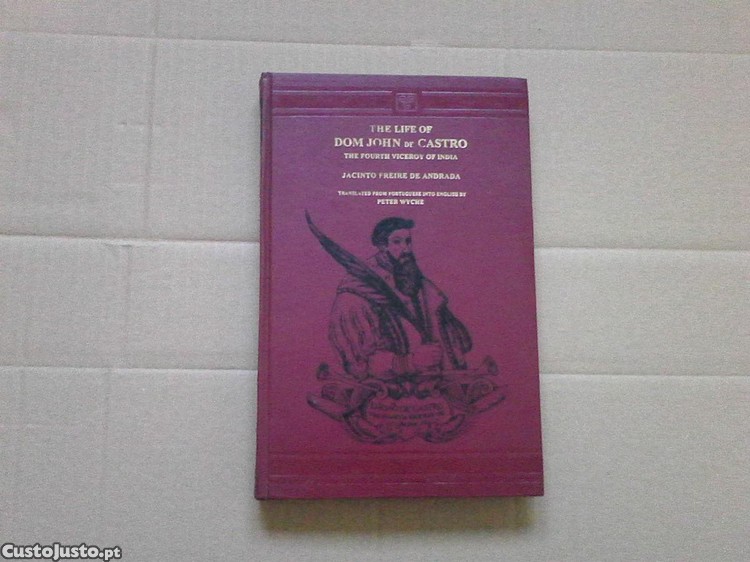 THE LIFE OF
DOM JOHN DE CASTRO
THE FOURTH VICEROY OF INDIA
JACINTO FREIRE DE ANDRADA
TRANSLATED FROM PORTUGUESE INTO ENGLISH BY
PETER WYCHE
CASTRO
CustoJusto.pt